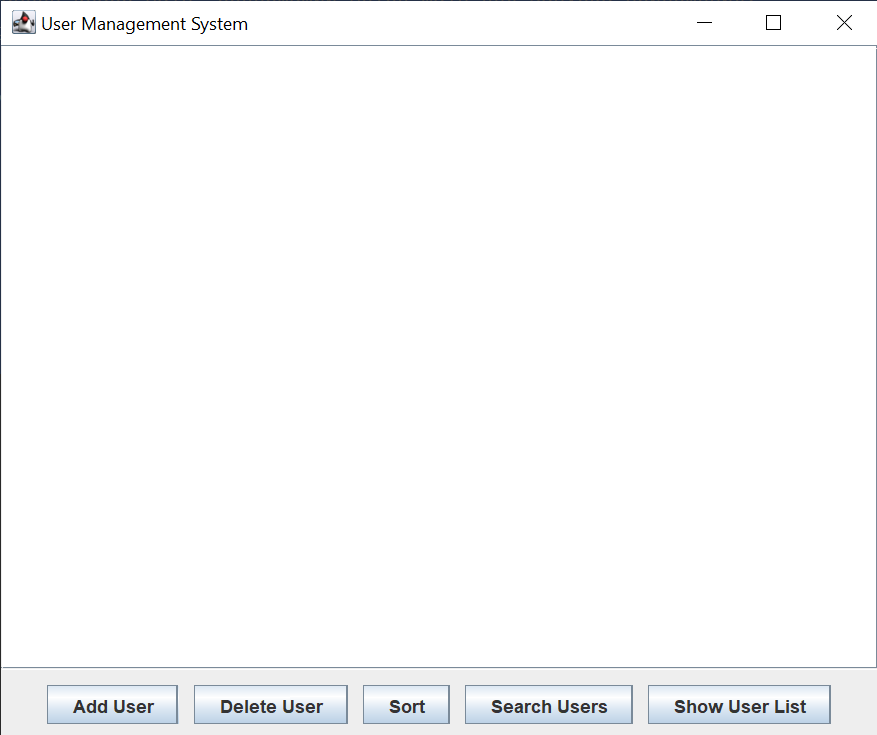 User Management System
Add User
Delete User
Sort
Search Users
Show User List